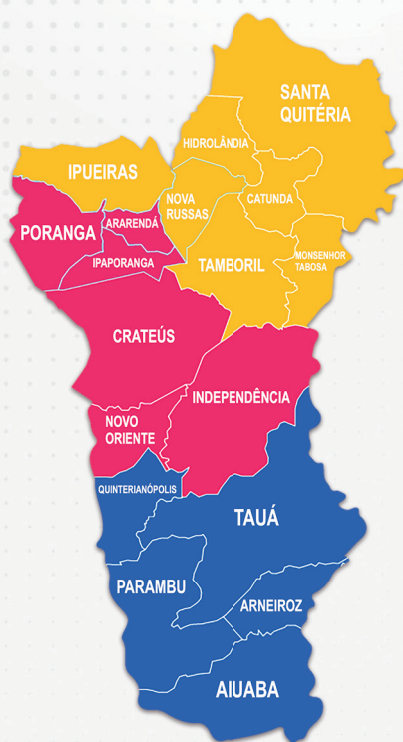 SANTA
QUITÉRIA
HIDROLÂNDIA
IPUEIRAS
NOVA
RUSSAS
CATUNDA
PORANGA
ARARENDÁ
IPAPORANGA
TAMBORIL
MONSENHOR
TABOSA
CRATEÚS
INDEPENDÊNCIA
NOVO
ORIENTE
QUINTERIANÓPOLIS
TAUÁ
PARAMBU
ARNEIROZ
AIUABA